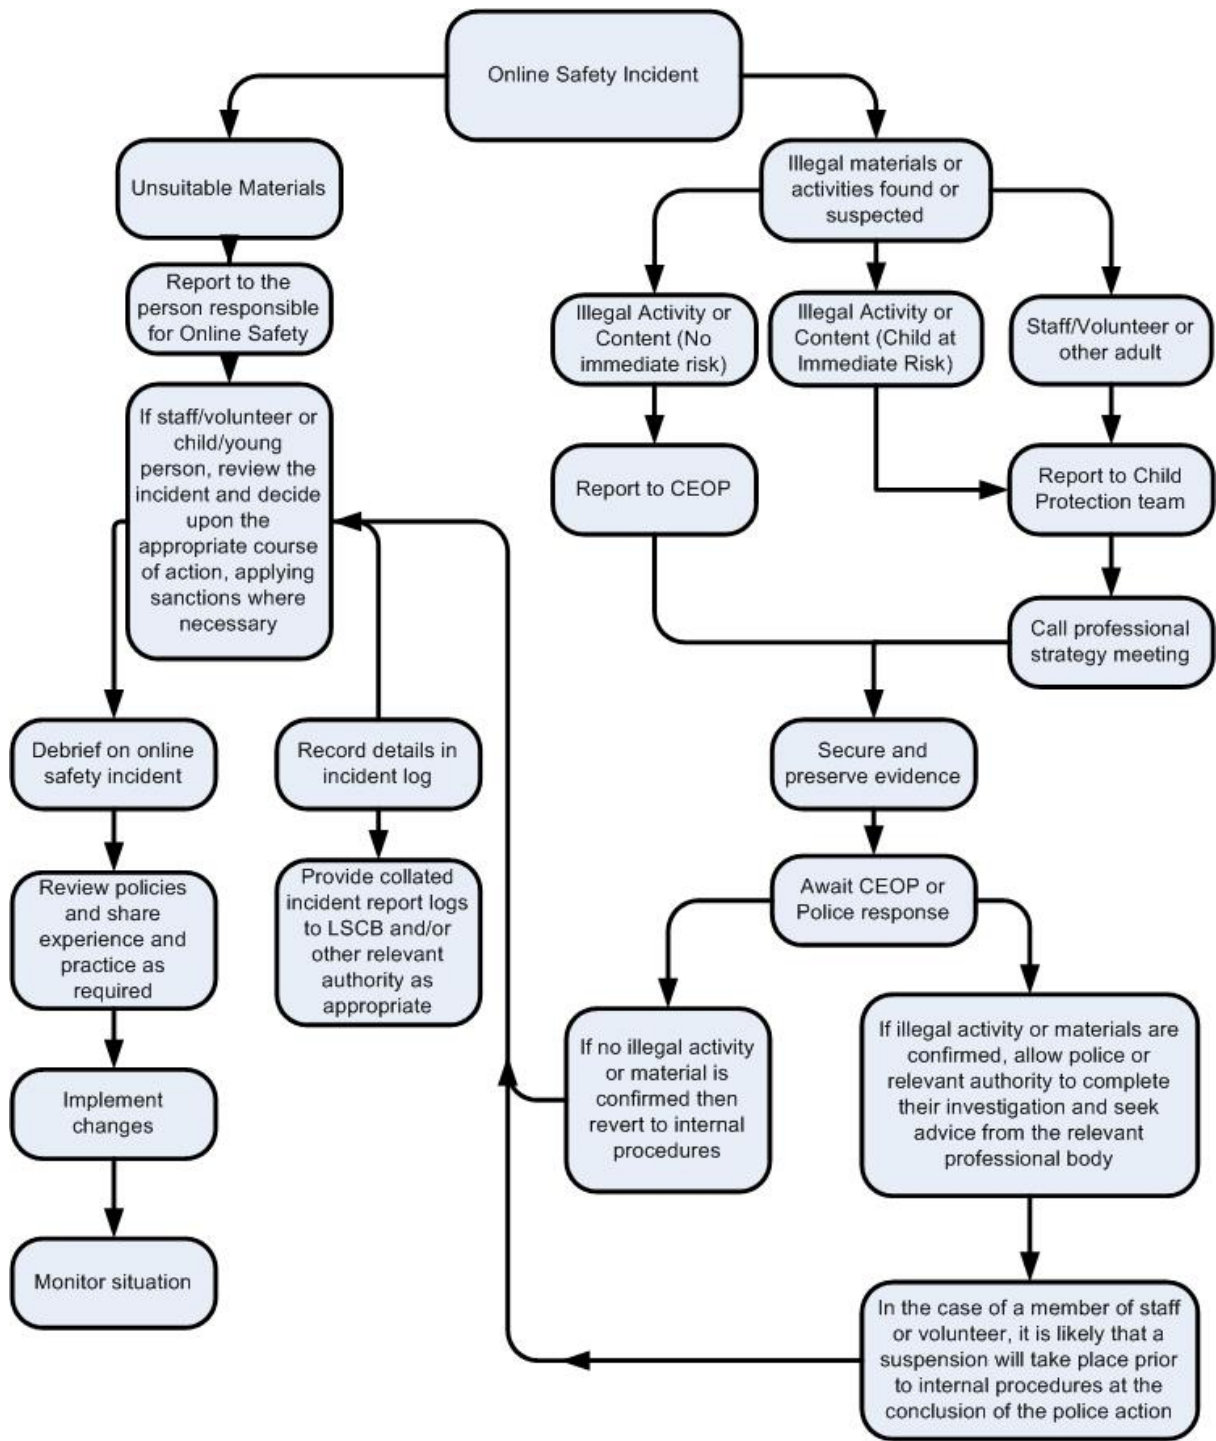 Online Safety Incident
Unsuitable Materials
Report to the
person responsible
for Online Safety
If staff/volunteer or
child/young
person, review the
incident and decide
upon the
appropriate course
of action, applying
sanctions where
necessary
Debrief on online
safety incident
Review policies
and share
experience and
practice as
required
Implement
changes
Monitor situation
Record details in
incident log
Provide collated
incident report logs
to LSCB and/or
other relevant
authority as
appropriate
Illegal materials or
activities found or
suspected
Illegal Activity or
Content (No
immediate risk)
Illegal Activity or
Content (Child at
Immediate Risk)
Staff/Volunteer or
other adult
Report to CEOP
Report to Child
Protection team
Call professional
strategy meeting
Secure and
preserve evidence
Await CEOP or
Police response
If no illegal activity
or material is
confirmed then
revert to internal
procedures
If illegal activity or materials are
confirmed, allow police or
relevant authority to complete
their investigation and seek
advice from the relevant
professional body
In the case of a member of staff
or volunteer, it is likely that a
suspension will take place prior
to internal procedures at the
conclusion of the police action